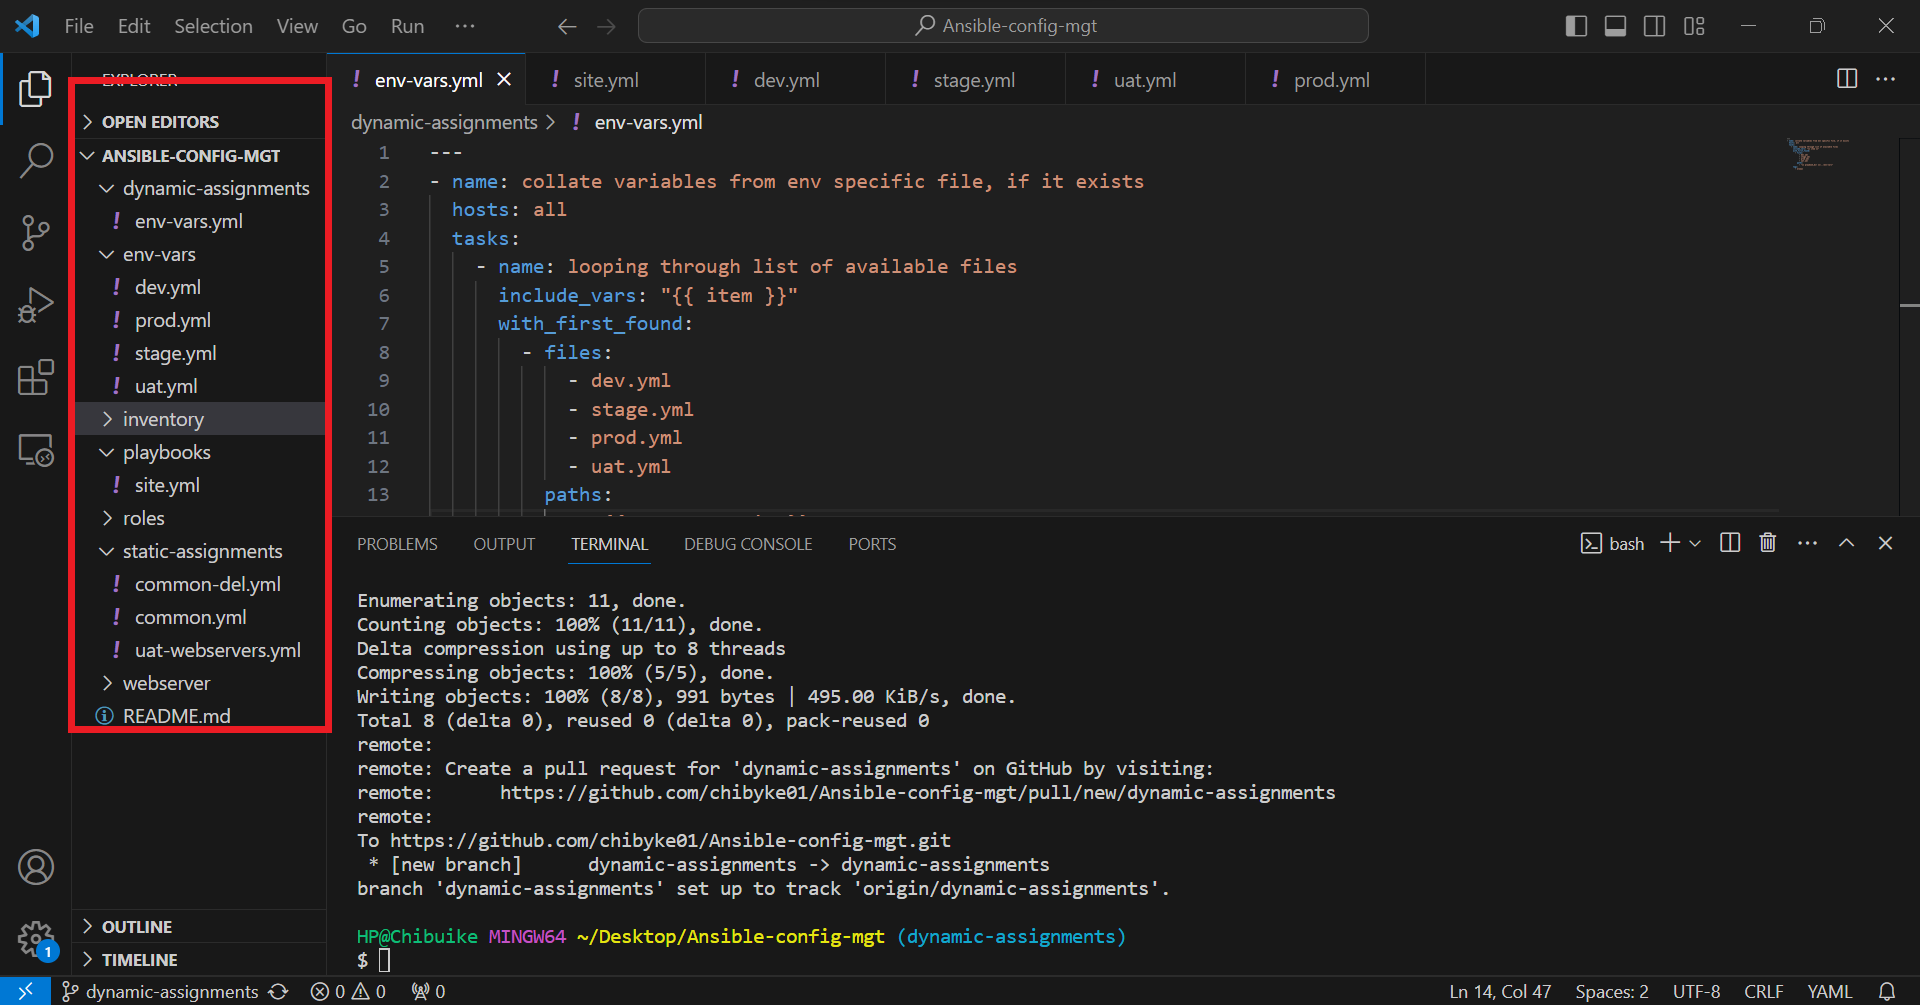 File Edit Selection View Go Run ··· Ansible-config-mgt
EXPLORER
OPEN EDITORS
ANSIBLE-CONFIG-MGT
dynamic-assignments
! env-vars.yml
env-vars
! dev.yml
! prod.yml
! stage.yml
! uat.yml
inventory
playbooks
! site.yml
roles
static-assignments
! common-del.yml
! common.yml
! uat-webservers.yml
webserver
README.md
OUTLINE
TIMELINE
1
! env-vars.yml ! site.yml ! dev.yml ! stage.yml ! uat.yml ! prod.yml
dynamic-assignments > ! env-vars.yml
1 ---
2 - name: collate variables from env specific file, if it exists
3 hosts: all
4 tasks:
5 - name: looping through list of available files
6 include_vars: "{{ item }}"
7 with_first_found:
8 - files:
9 - dev.yml
10 - stage.yml
11 - prod.yml
12 - uat.yml
13 paths:
PROBLEMS OUTPUT TERMINAL DEBUG CONSOLE PORTS bash
Enumerating objects: 11, done.
Counting objects: 100% (11/11), done.
Delta compression using up to 8 threads
Compressing objects: 100% (5/5), done.
Writing objects: 100% (8/8), 991 bytes | 495.00 KiB/s, done.
Total 8 (delta 0), reused 0 (delta 0), pack-reused 0
remote:
remote: Create a pull request for 'dynamic-assignments' on GitHub by visiting:
remote: https://github.com/chibyke01/Ansible-config-mgt/pull/new/dynamic-assignments
remote:
To https://github.com/chibyke01/Ansible-config-mgt.git
* [new branch] dynamic-assignments -> dynamic-assignments
branch 'dynamic-assignments' set up to track 'origin/dynamic-assignments'.
HP@Chibuike MINGW64 ~/Desktop/Ansible-config-mgt (dynamic-assignments)
$
dynamic-assignments 0 0 0 Ln 14, Col 47 Spaces: 2 UTF-8 CRLF YAML